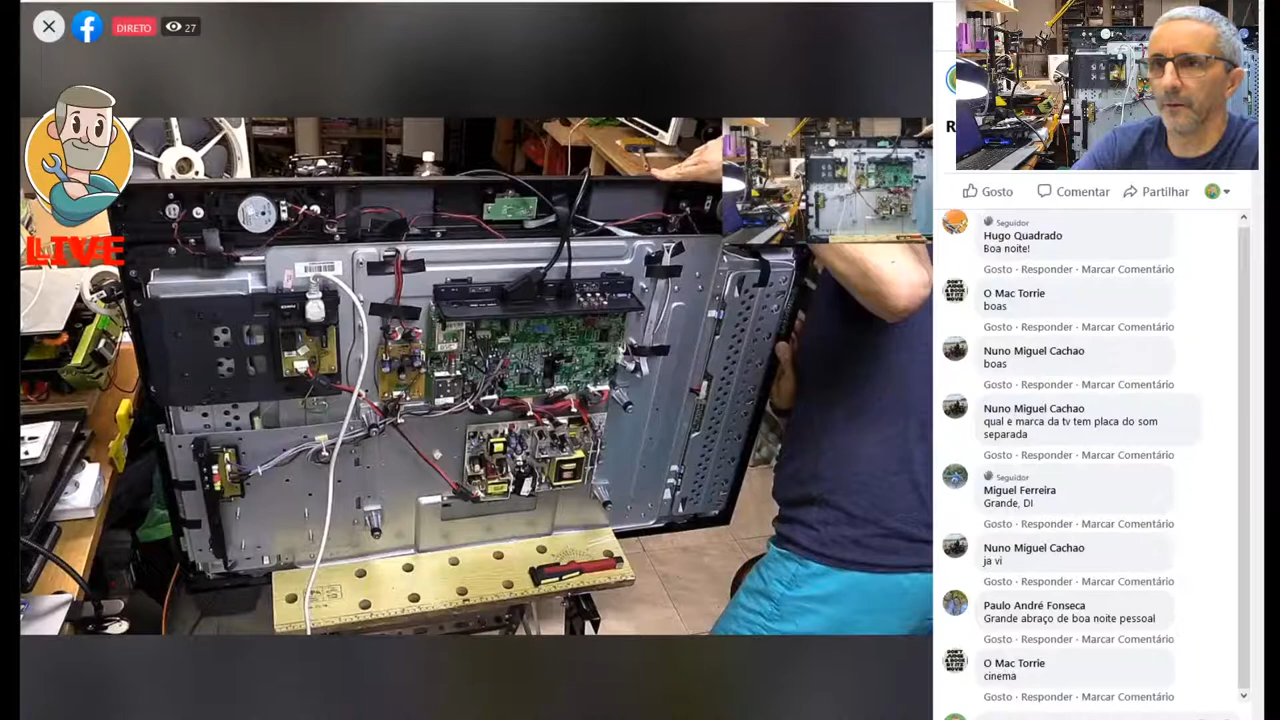 DIRETO
27
LIVE
R
Gosto
Comentar
Partilhar
Seguidor
Hugo Quadrado
Boa noite!
Gosto · Responder · Marcar Comentário
O Mac Torrie
boas
Gosto · Responder · Marcar Comentário
Nuno Miguel Cachao
boas
Gosto · Responder · Marcar Comentário
Nuno Miguel Cachao
qual e marca da tv tem placa do som
separada
Gosto · Responder · Marcar Comentário
Seguidor
Miguel Ferreira
Grande, DI
Gosto · Responder · Marcar Comentário
Nuno Miguel Cachao
ja vi
Gosto · Responder · Marcar Comentário
Paulo André Fonseca
Grande abraço de boa noite pessoal
Gosto · Responder · Marcar Comentário
O Mac Torrie
cinema
Gosto · Responder · Marcar Comentário